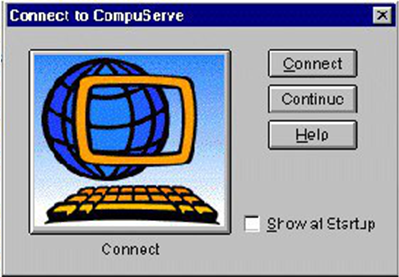 Connect to CompuServe
Connect
Continue
Help
Show at Startup
Connect